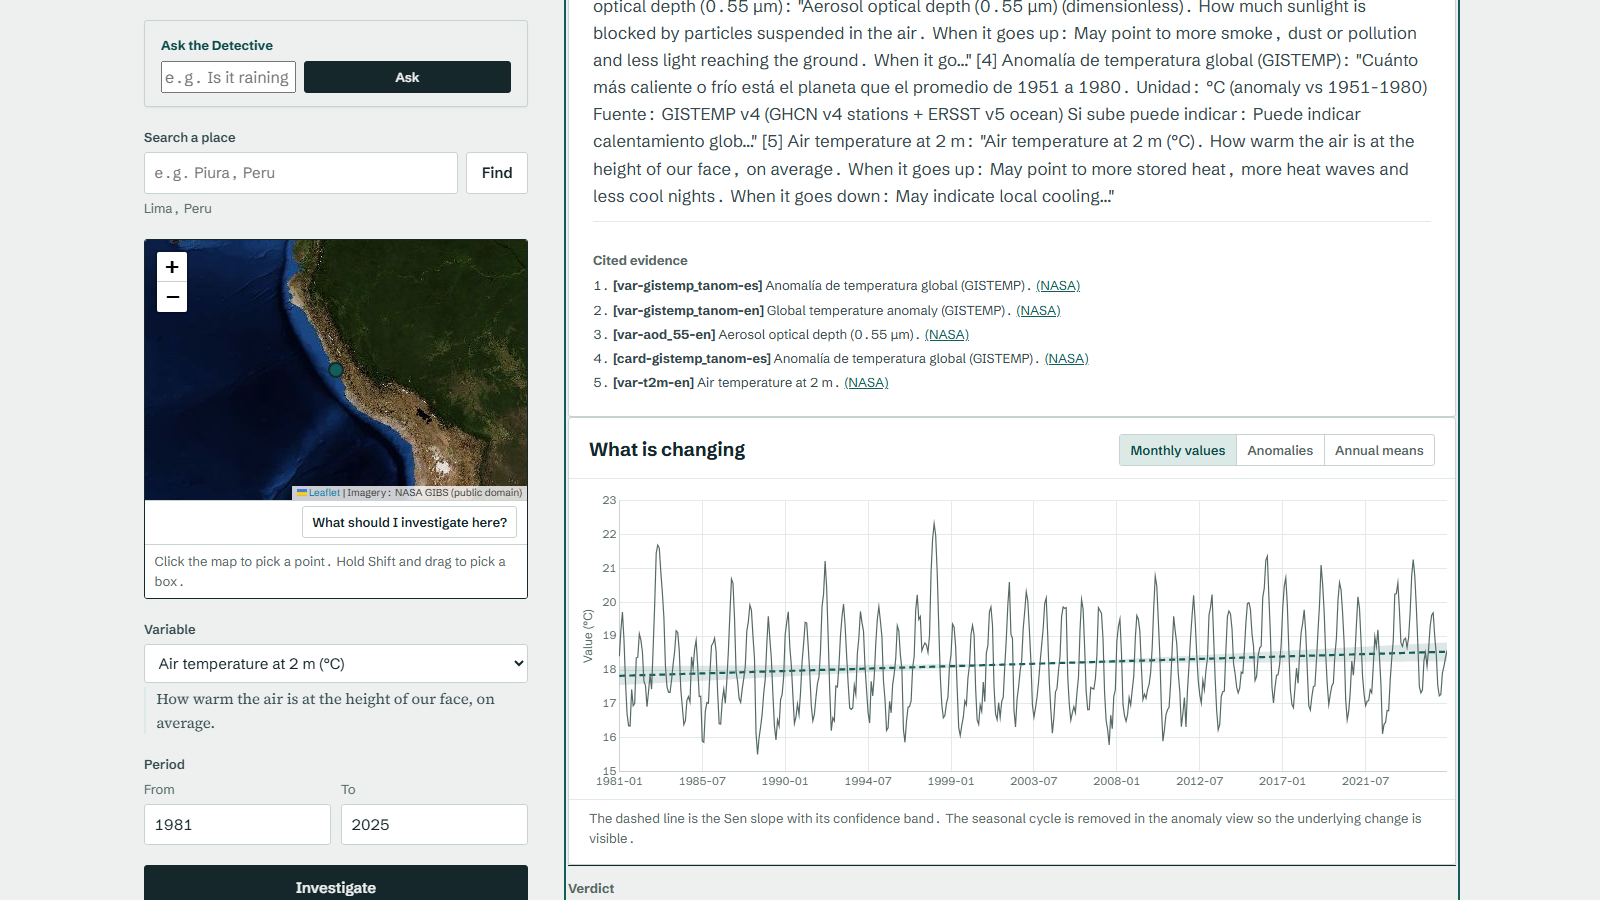 Ask the Detective
e.g. Is it raining
Ask
Search a place
e.g. Piura, Peru
Find
Lima, Peru
+
−
Leaflet | Imagery: NASA GIBS (public domain)
What should I investigate here?
Click the map to pick a point. Hold Shift and drag to pick a
box.
Variable
Air temperature at 2 m (°C)
How warm the air is at the height of our face, on
average.
Period
From
To
1981
2025
Investigate
optical depth (0.55 µm): "Aerosol optical depth (0.55 µm) (dimensionless). How much sunlight is
blocked by particles suspended in the air. When it goes up: May point to more smoke, dust or pollution
and less light reaching the ground. When it go…" [4] Anomalía de temperatura global (GISTEMP): "Cuánto
más caliente o frío está el planeta que el promedio de 1951 a 1980. Unidad: °C (anomaly vs 1951-1980)
Fuente: GISTEMP v4 (GHCN v4 stations + ERSST v5 ocean) Si sube puede indicar: Puede indicar
calentamiento glob…" [5] Air temperature at 2 m: "Air temperature at 2 m (°C). How warm the air is at the
height of our face, on average. When it goes up: May point to more stored heat, more heat waves and
less cool nights. When it goes down: May indicate local cooling…"
Cited evidence
1. [var-gistemp_tanom-es] Anomalía de temperatura global (GISTEMP). (NASA)
2. [var-gistemp_tanom-en] Global temperature anomaly (GISTEMP). (NASA)
3. [var-aod_55-en] Aerosol optical depth (0.55 µm). (NASA)
4. [card-gistemp_tanom-es] Anomalía de temperatura global (GISTEMP). (NASA)
5. [var-t2m-en] Air temperature at 2 m. (NASA)
What is changing
Monthly values
Anomalies
Annual means
Value (°C)
23
22
21
20
19
18
17
16
15
1981-01
1985-07
1990-01
1994-07
1999-01
2003-07
2008-01
2012-07
2017-01
2021-07
The dashed line is the Sen slope with its confidence band. The seasonal cycle is removed in the anomaly view so the underlying change is
visible.
Verdict